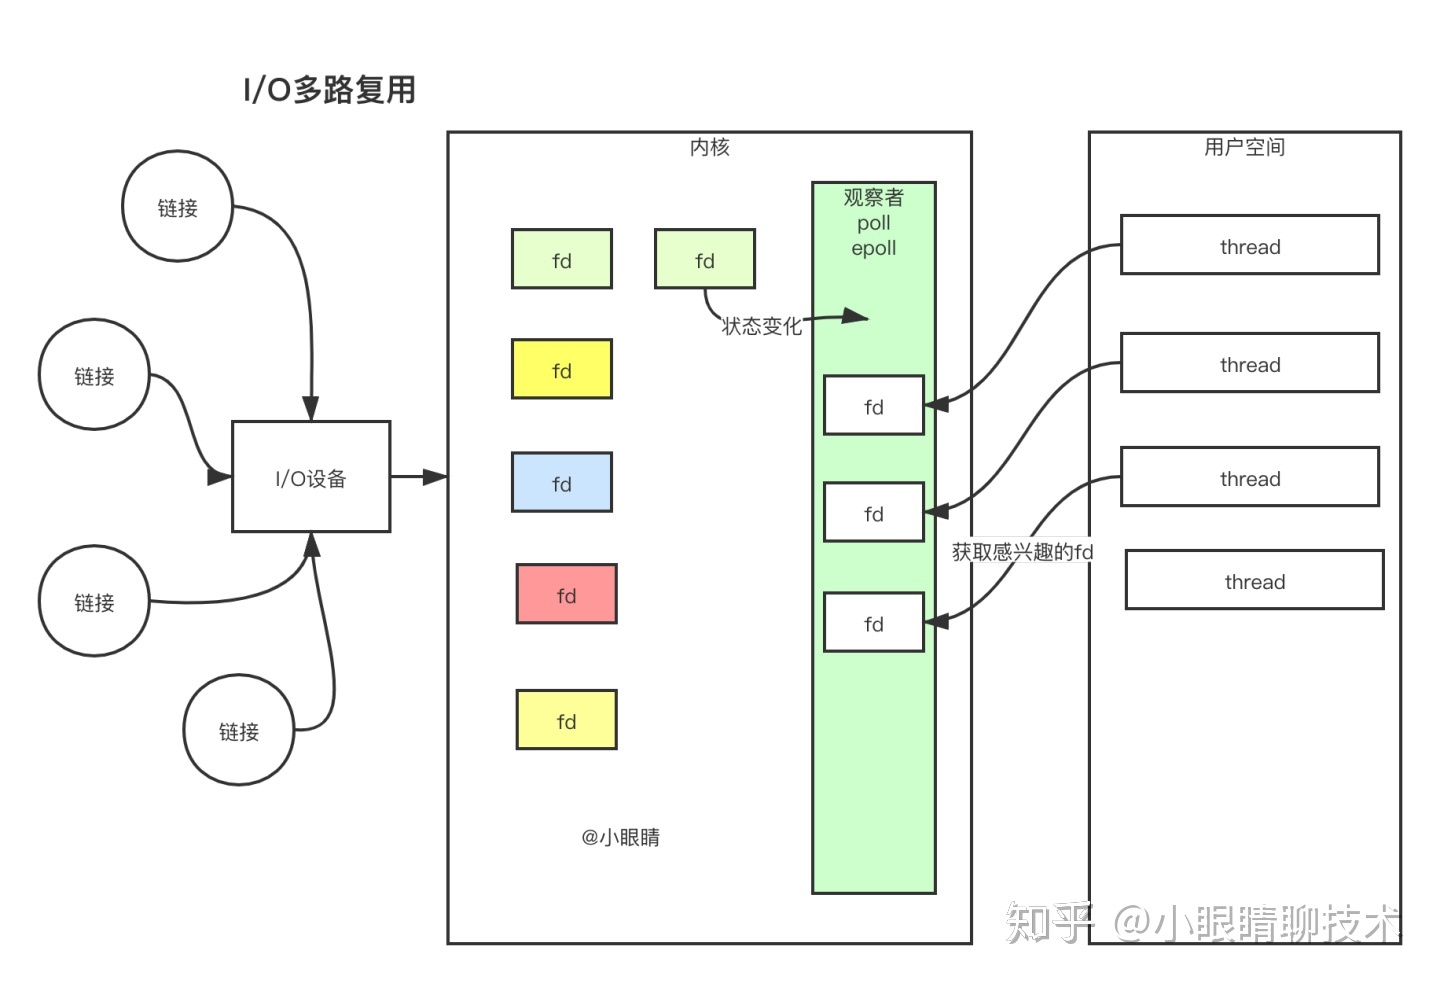 I/O多路复用
链接
链接
链接
链接
I/O设备
内核
fd
fd
状态变化
fd
fd
fd
fd
@小眼睛
观察者
poll
epoll
fd
fd
fd
获取感兴趣的fd
用户空间
thread
thread
thread
thread
知乎 @小眼睛聊技术